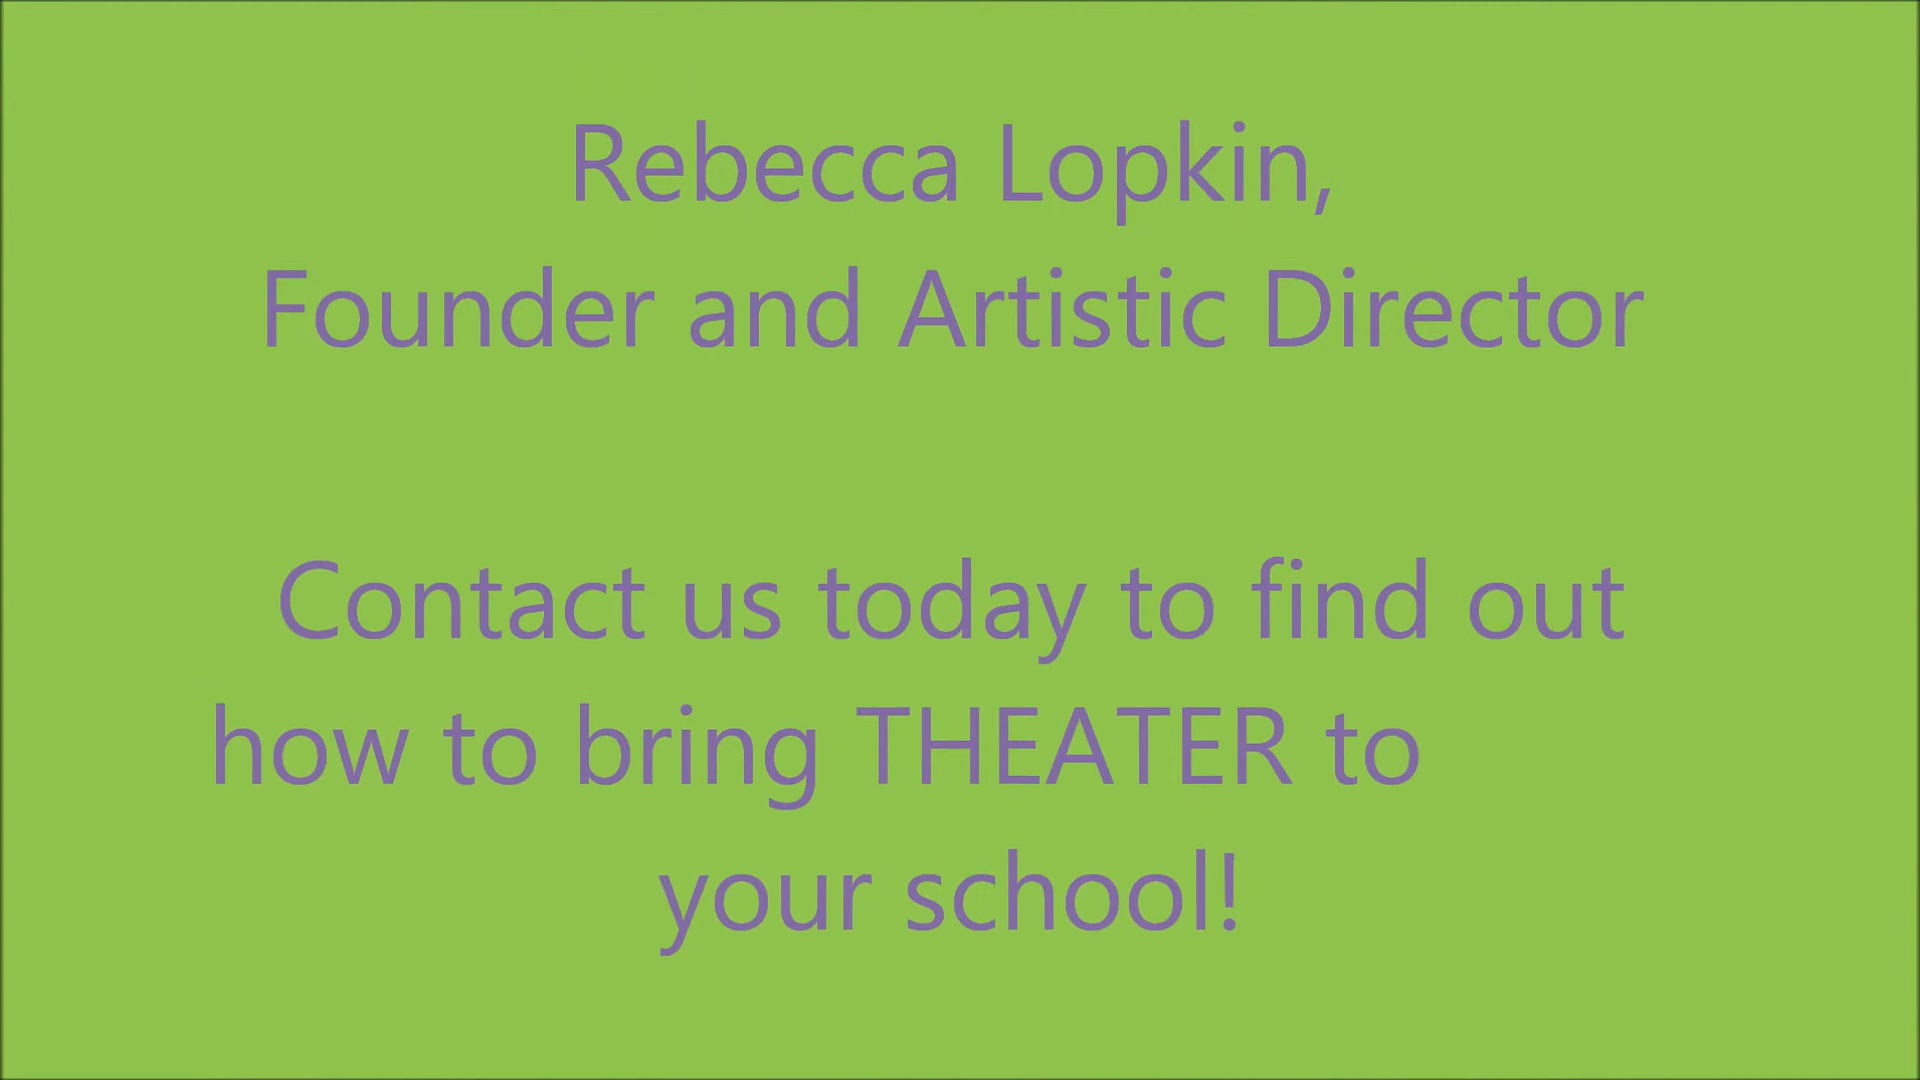 Rebecca Lopkin,
Founder and Artistic Director
Contact us today to find out
how to bring THEATER to
your school!